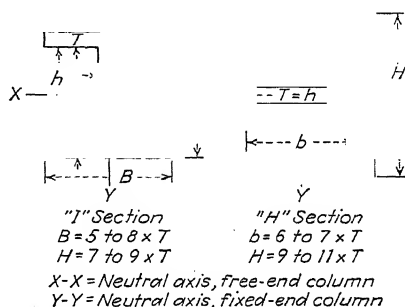 T
h
H
X
T=h
b
B
Y
Y
"I" Section
"H" Section
B=5 to 8 x T
b=6 to 7 x T
H=7 to 9 x T
H=9 to 11 x T
X-X=Neutral axis, free-end column
Y-Y=Neutral axis, fixed-end column